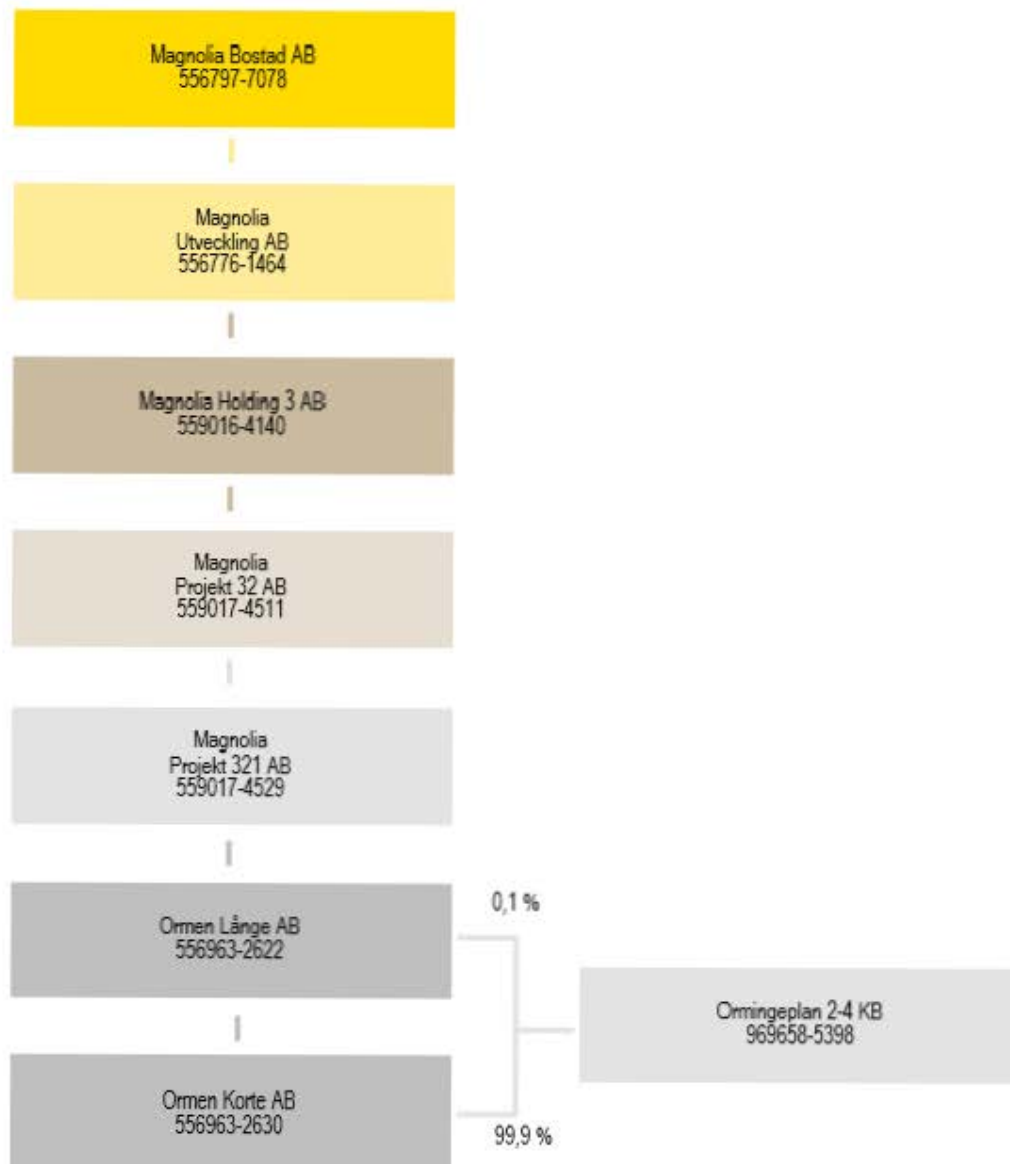 Magnolia Bostad AB
556797-7078
Magnolia
Utveckling AB
556776-1464
Magnolia Holding 3 AB
559016-4140
Magnolia
Projekt 32 AB
559017-4511
Magnolia
Projekt 321 AB
559017-4529
Ormen Långe AB
556963-2622
0,1 %
Ormingeplan 2-4 KB
969658-5398
Ormen Korte AB
556963-2630
99,9 %